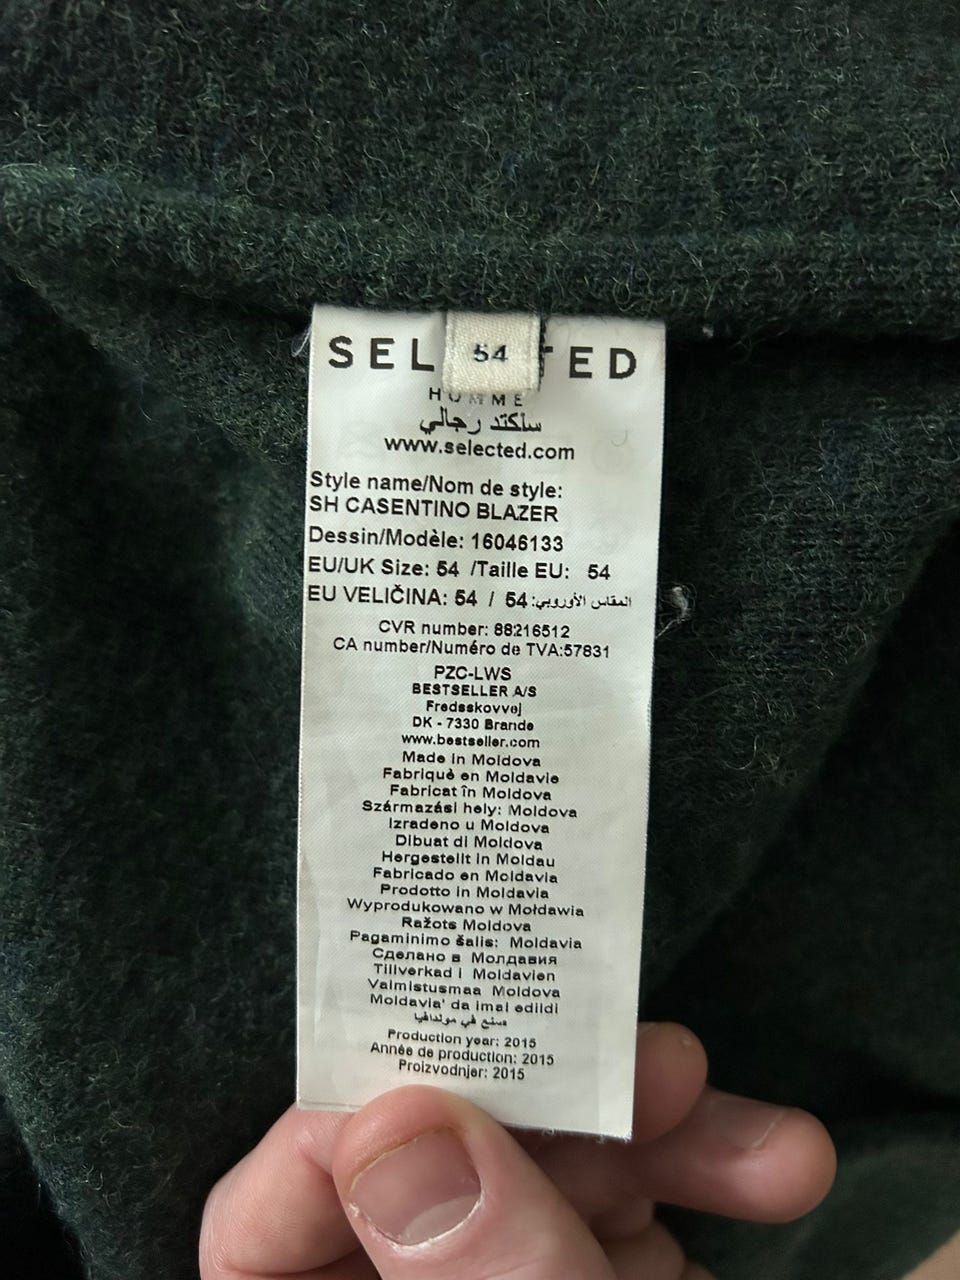 54
SEL TED
HOMME
سلكتد رجالي
www.selected.com
Style name/Nom de style:
SH CASENTINO BLAZER
Dessin/Modèle: 16046133
EU/UK Size: 54 /Taille EU: 54
EU VELIČINA: 54 / 54 :المقاس الأوروبي
CVR number: 88216512
CA number/Numéro de TVA:57831
PZC-LWS
BESTSELLER A/S
Fredsskovvej
DK - 7330 Brande
www.bestseller.com
Made in Moldova
Fabriquè en Moldavie
Fabricat în Moldova
Származási hely: Moldova
Izradeno u Moldova
Dibuat di Moldova
Hergestellt in Moldau
Fabricado en Moldavia
Prodotto in Moldavia
Wyprodukowano w Mołdawia
Ražots Moldova
Pagaminimo šalis: Moldavia
Сделано в Молдавия
Tillverkad i Moldavien
Valmistusmaa Moldova
Moldavia' da imal edildi
صنع في مولدافيا
Production year: 2015
Année de production: 2015
Proizvodnjer: 2015